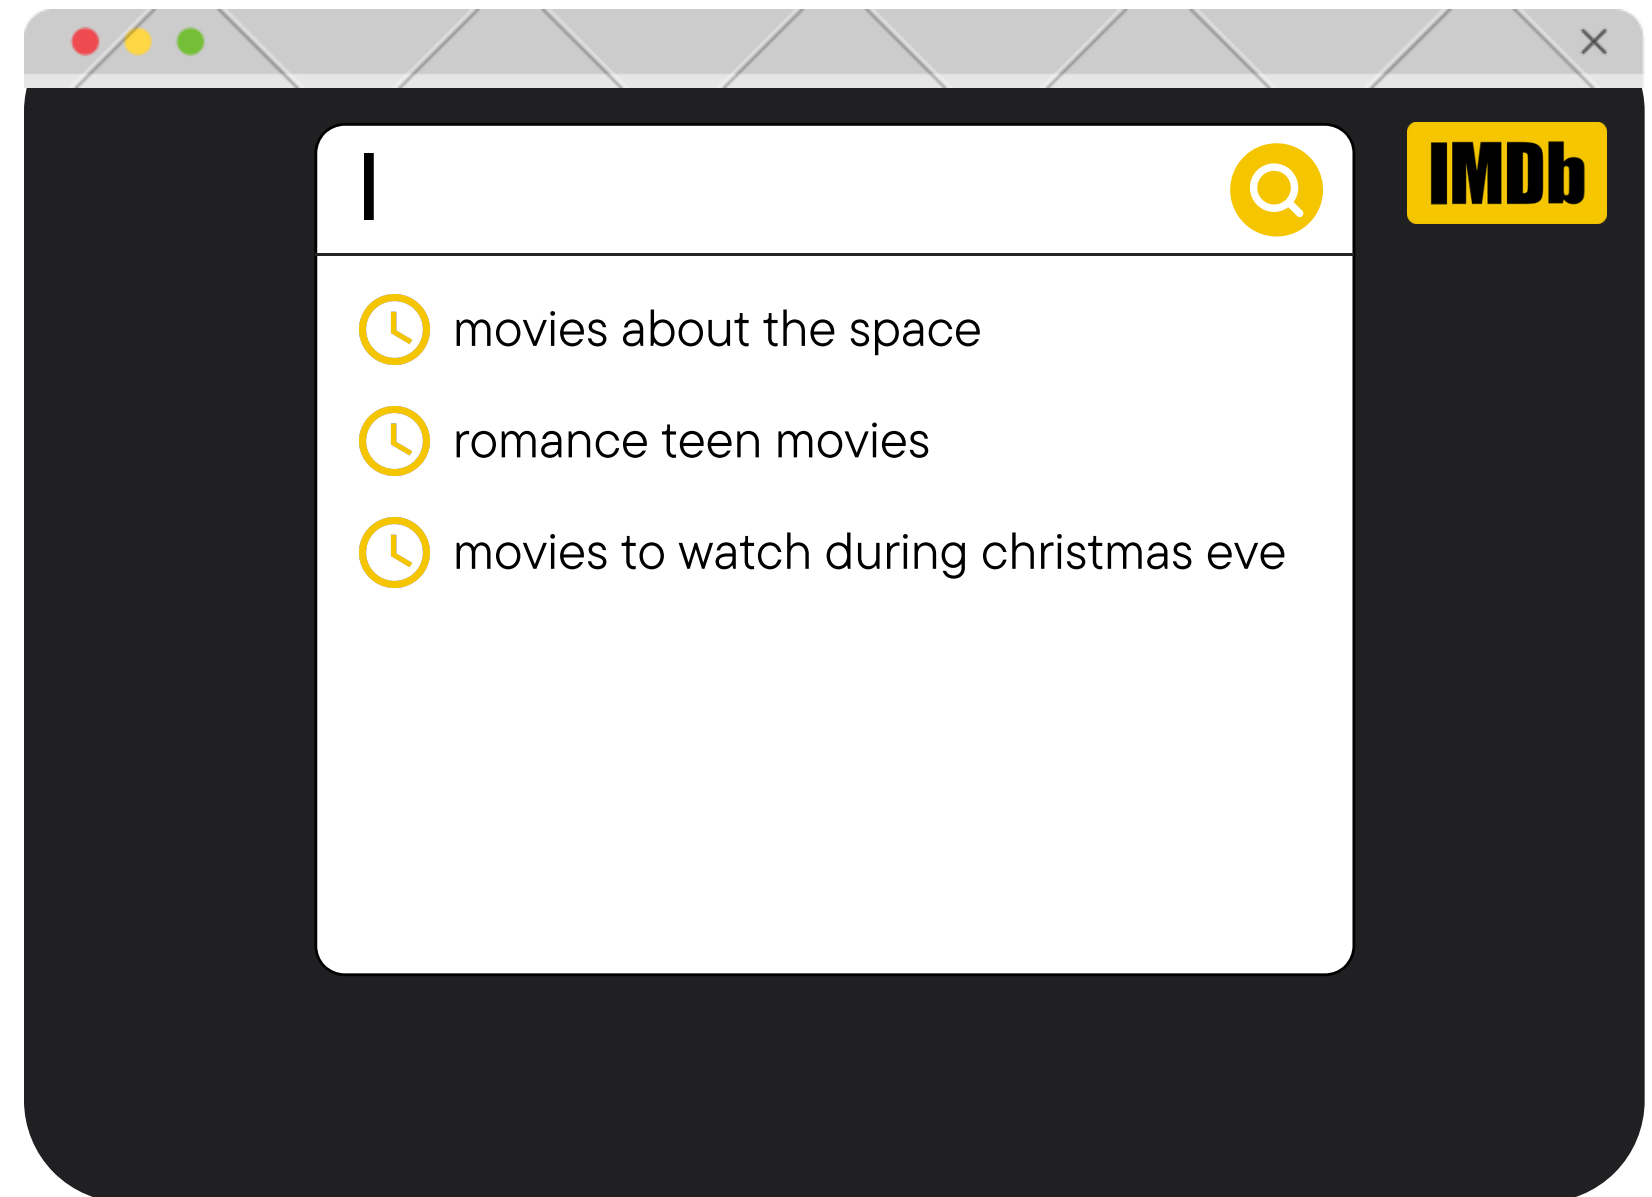 IMDb
movies about the space
romance teen movies
movies to watch during christmas eve